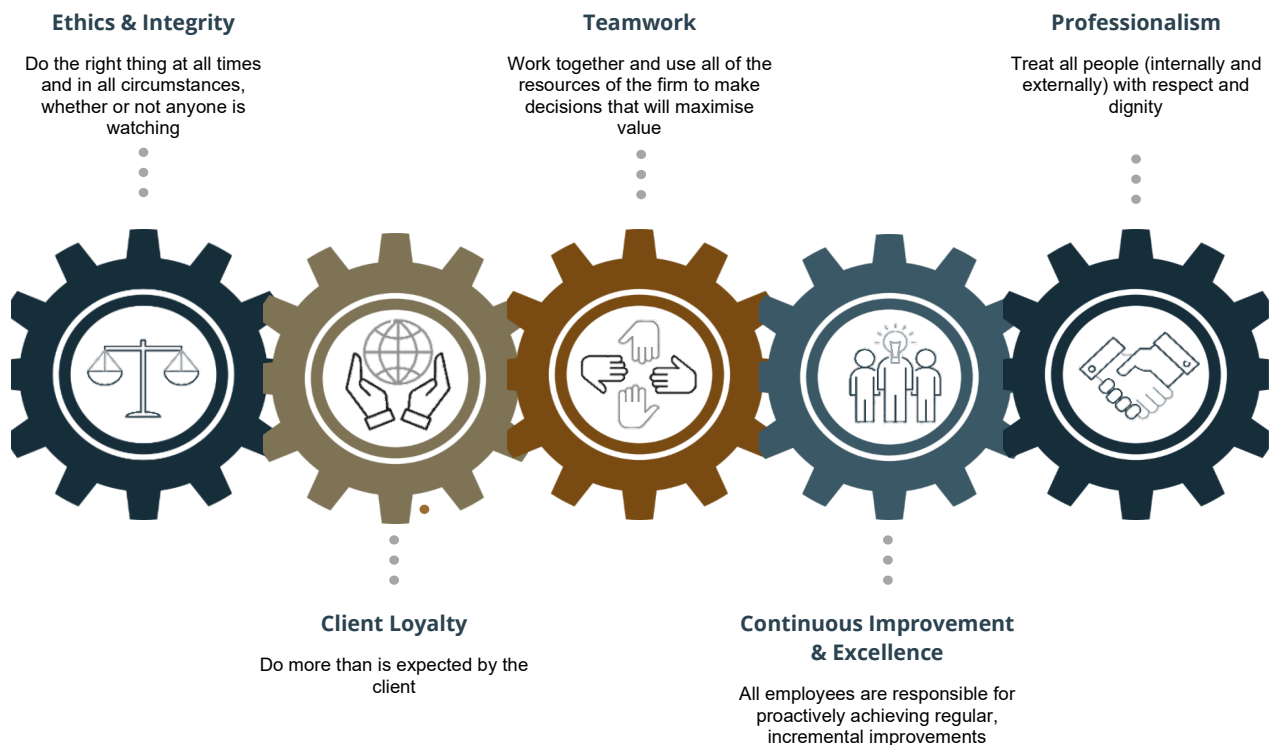 Ethics & Integrity
Do the right thing at all times
and in all circumstances,
whether or not anyone is
watching
Teamwork
Work together and use all of the
resources of the firm to make
decisions that will maximise
value
Professionalism
Treat all people (internally and
externally) with respect and
dignity
Client Loyalty
Do more than is expected by the
client
Continuous Improvement
& Excellence
All employees are responsible for
proactively achieving regular,
incremental improvements